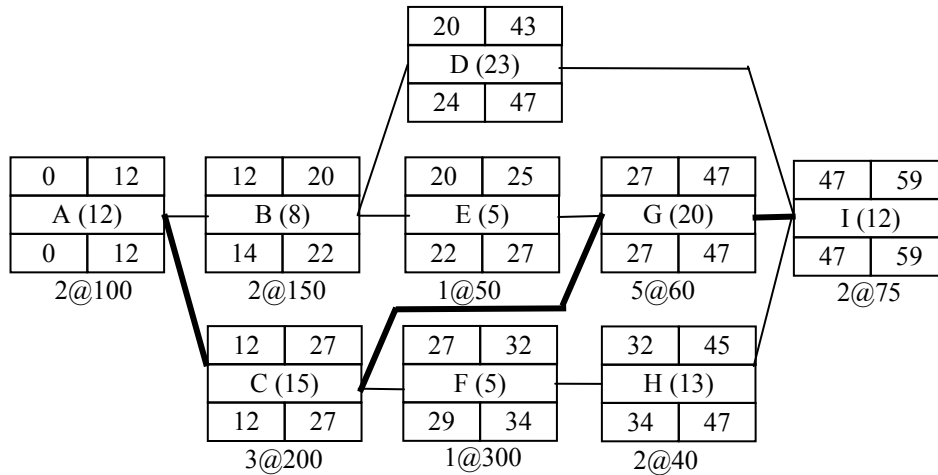 20 43
D (23)
24 47
0 12
A (12)
0 12
2@100
12 20
B (8)
14 22
2@150
20 25
E (5)
22 27
1@50
27 47
G (20)
27 47
5@60
47 59
I (12)
47 59
2@75
12 27
C (15)
12 27
3@200
27 32
F (5)
29 34
1@300
32 45
H (13)
34 47
2@40